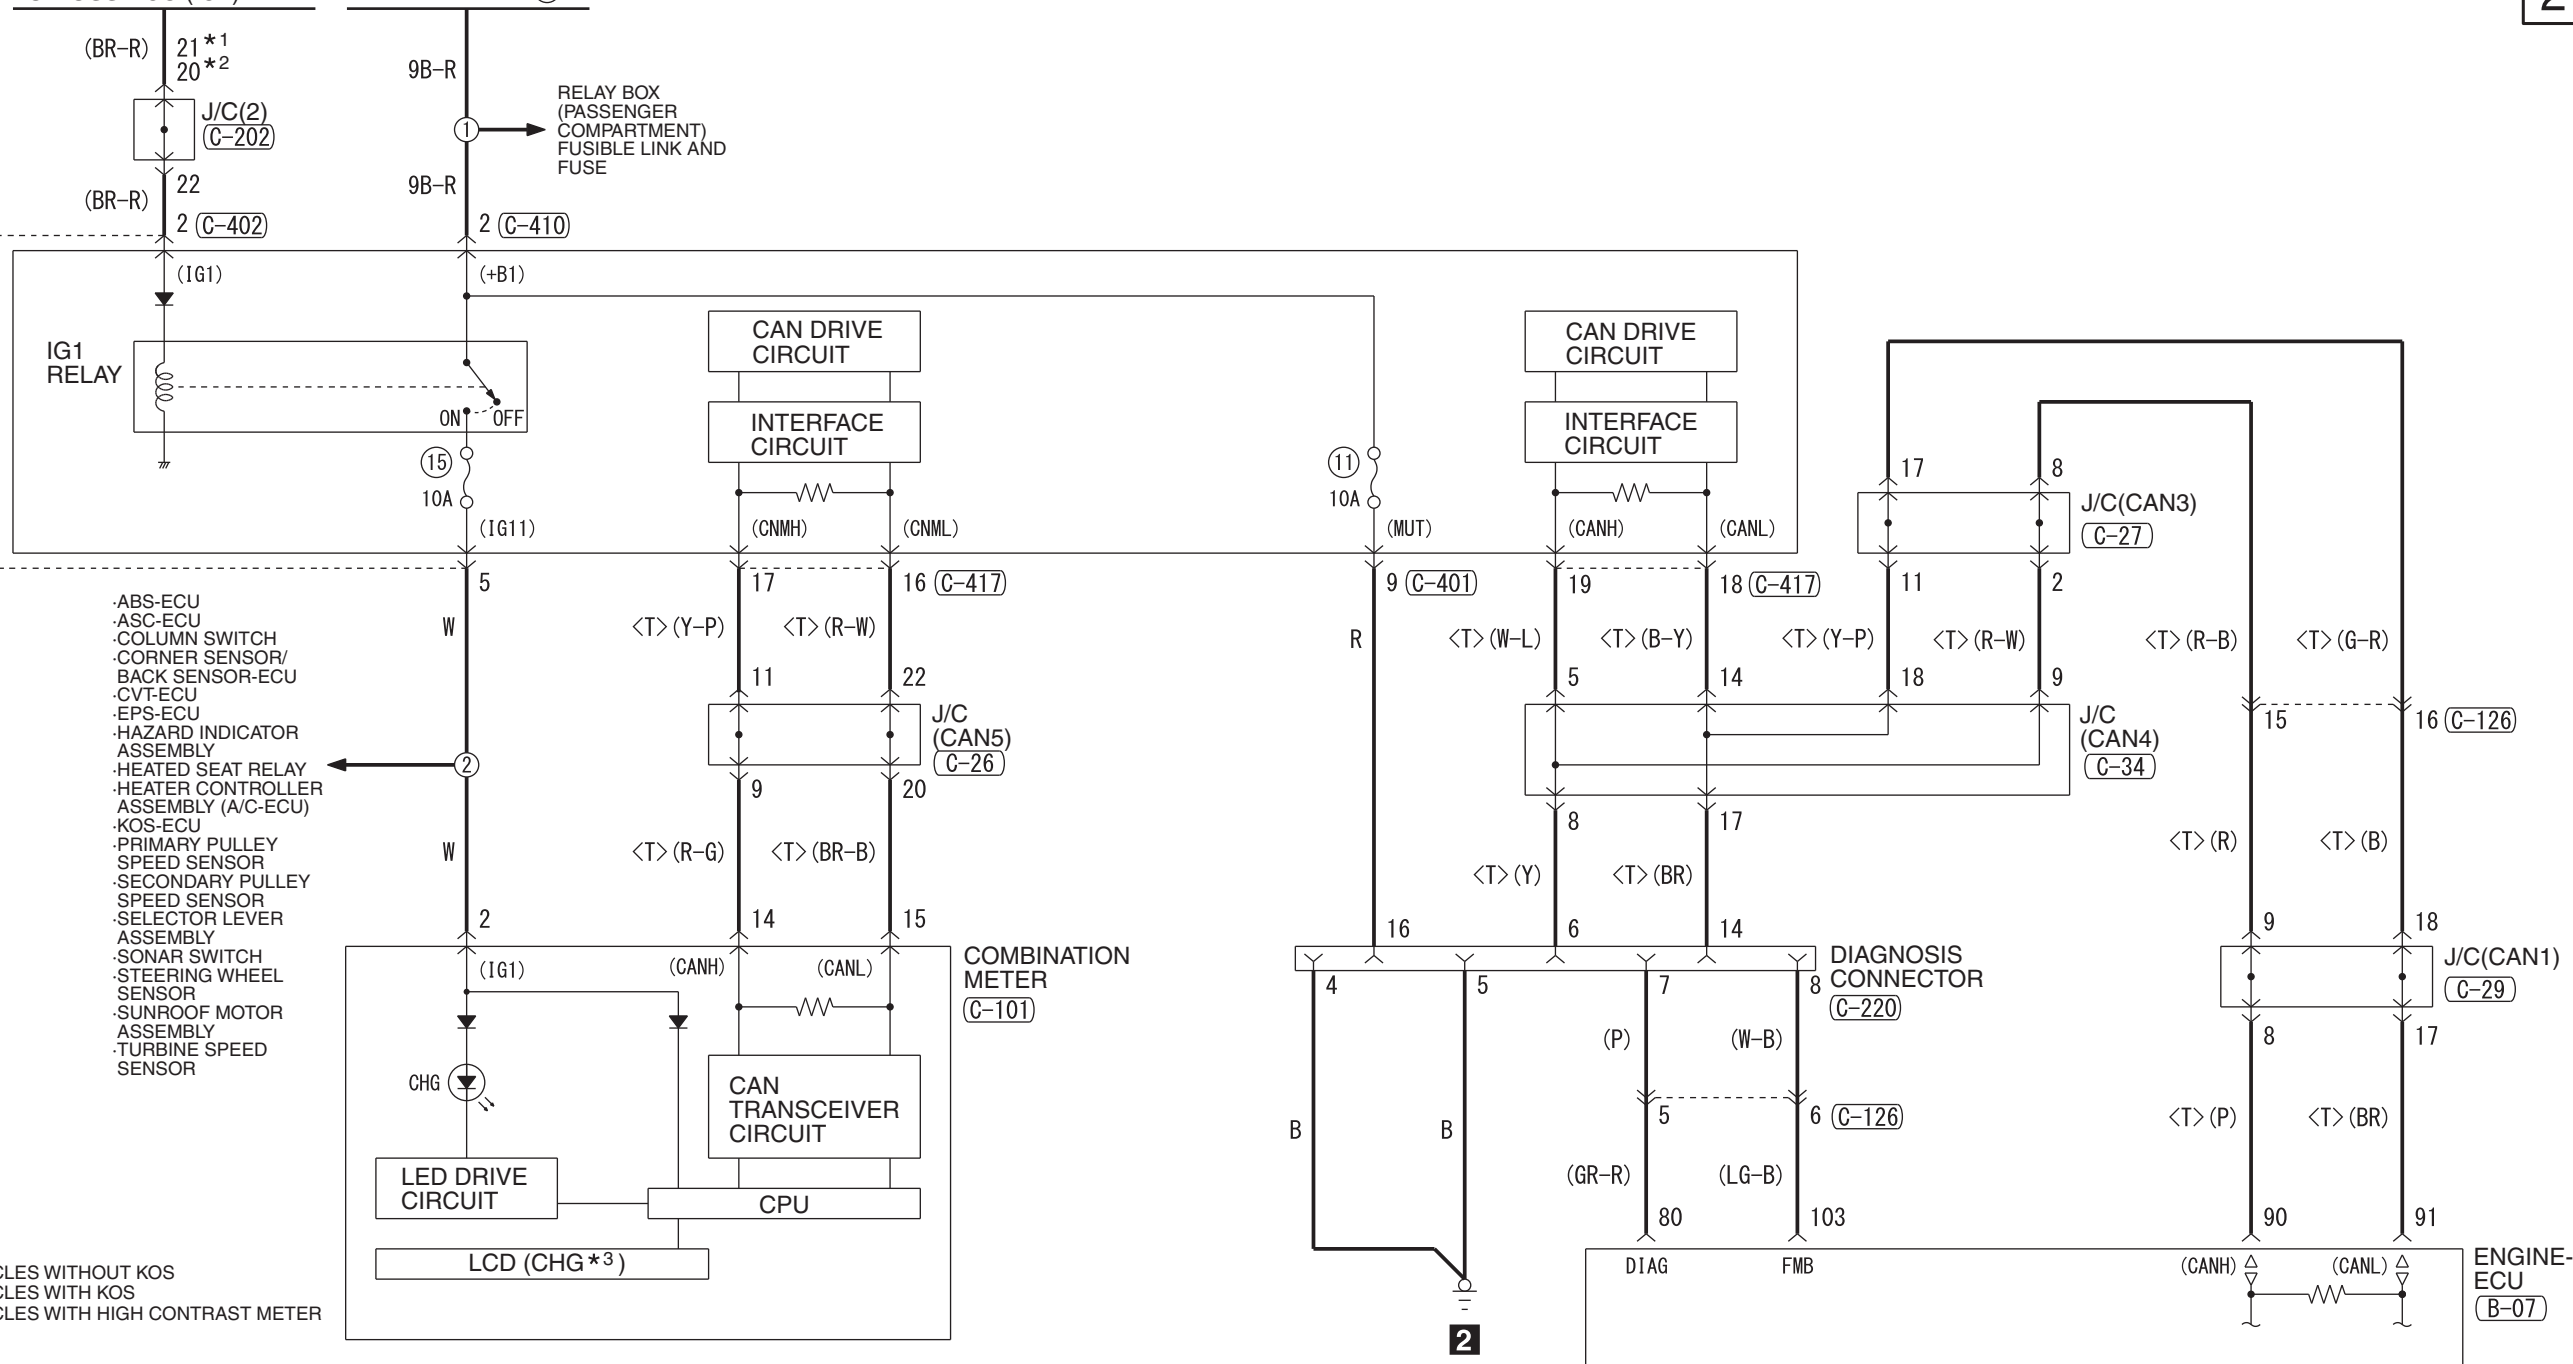 (BR-R)
21*1
20*2
9B-R
RELAY BOX
(PASSENGER
COMPARTMENT)
FUSIBLE LINK AND
FUSE
1
J/C(2)
C-202
(BR-R)
22
9B-R
2 C-402
2 C-410
(IG1)
(+B1)
IG1
RELAY
ON
OFF
15
10A
(IG11)
CAN DRIVE
CIRCUIT
INTERFACE
CIRCUIT
(CNMH)
(CNML)
11
10A
(MUT)
CAN DRIVE
CIRCUIT
INTERFACE
CIRCUIT
(CANH)
(CANL)
17
8
J/C(CAN3)
C-27
5
17
16 C-417
9 C-401
19
18 C-417
11
2
W
<T>(Y-P)
<T>(R-W)
R
<T>(W-L)
<T>(B-Y)
<T>(Y-P)
<T>(R-W)
<T>(R-B)
<T>(G-R)
·ABS-ECU
·ASC-ECU
·COLUMN SWITCH
·CORNER SENSOR/
BACK SENSOR-ECU
·CVT-ECU
·EPS-ECU
·HAZARD INDICATOR
ASSEMBLY
·HEATED SEAT RELAY
·HEATER CONTROLLER
ASSEMBLY (A/C-ECU)
·KOS-ECU
·PRIMARY PULLEY
SPEED SENSOR
·SECONDARY PULLEY
SPEED SENSOR
·SELECTOR LEVER
ASSEMBLY
·SONAR SWITCH
·STEERING WHEEL
SENSOR
·SUNROOF MOTOR
ASSEMBLY
·TURBINE SPEED
SENSOR
2
11
22
J/C
(CAN5)
C-26
9
20
5
14
18
9
J/C
(CAN4)
C-34
8
17
15
16 C-126
W
<T>(R-G)
<T>(BR-B)
<T>(Y)
<T>(BR)
<T>(R)
<T>(B)
2
14
15
16
6
14
9
18
COMBINATION
METER
C-101
(IG1)
(CANH)
(CANL)
CHG
CAN
TRANSCEIVER
CIRCUIT
LED DRIVE
CIRCUIT
CPU
LCD (CHG*3)
DIAGNOSIS
CONNECTOR
C-220
4
5
7
8
J/C(CAN1)
C-29
8
17
(P)
(W-B)
B
B
5
6 C-126
<T>(P)
<T>(BR)
(GR-R)
(LG-B)
80
103
90
91
DIAG
FMB
(CANH)
(CANL)
ENGINE-
ECU
B-07
2
CLES WITHOUT KOS
CLES WITH KOS
CLES WITH HIGH CONTRAST METER